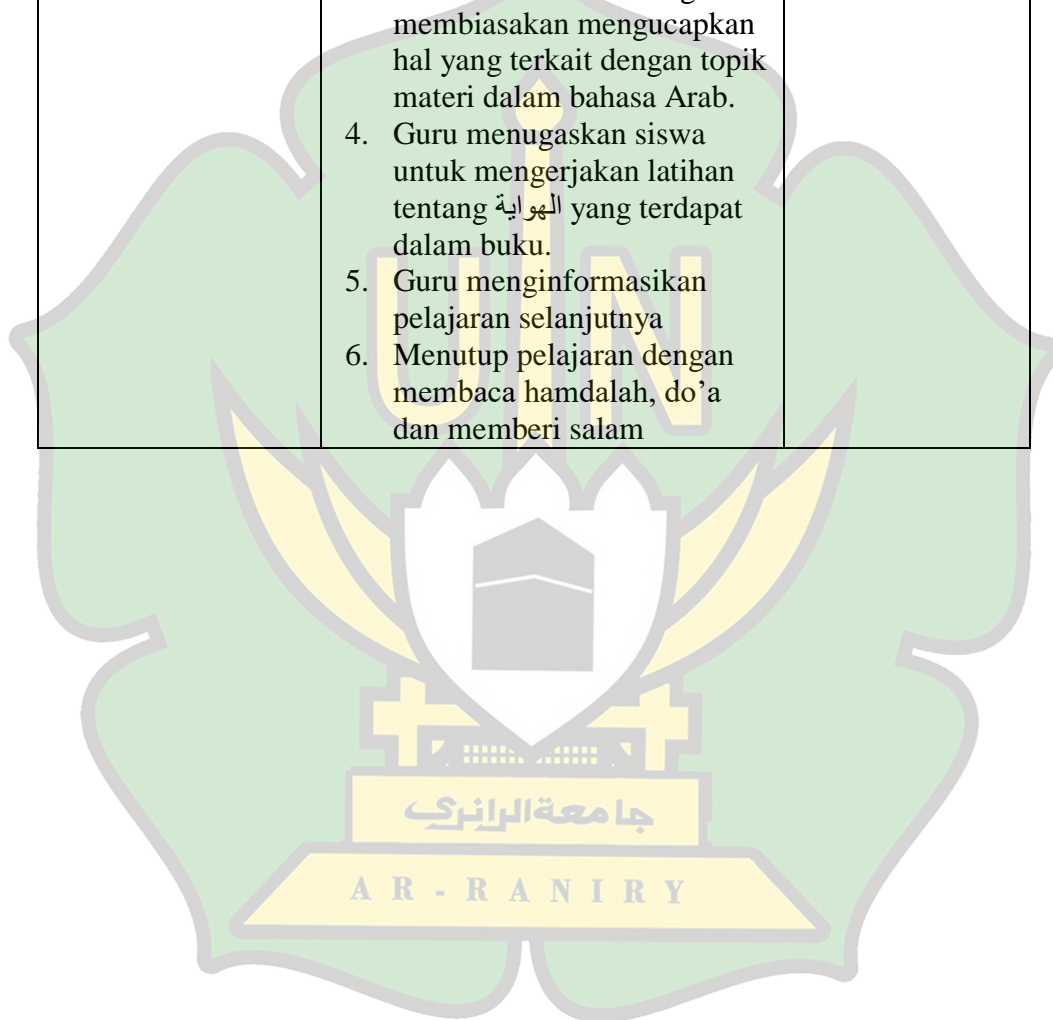 membiasakan mengucapkan
hal yang terkait dengan topik
materi dalam bahasa Arab.
4. Guru menugaskan siswa
untuk mengerjakan latihan
tentang الهواية yang terdapat
dalam buku.
5. Guru menginformasikan
pelajaran selanjutnya
6. Menutup pelajaran dengan
membaca hamdalah, do’a
dan memberi salam
UIN
جامعةالرانري
AR-RANIRY